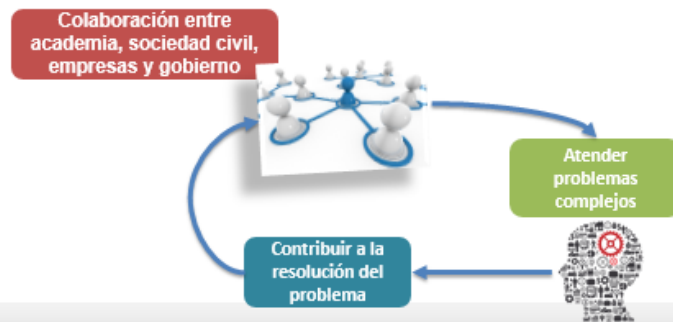 Colaboración entre
academia, sociedad civil,
empresas y gobierno
Atender
problemas
complejos
Contribuir a la
resolución del
problema